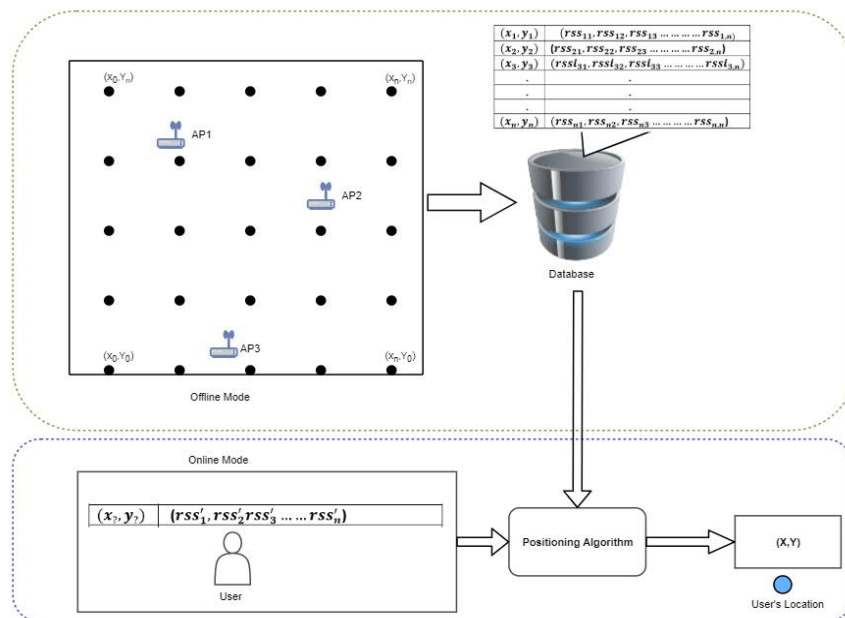 (x₁, y₁) (rss₁₁, rss₁₂, rss₁₃ ............ rss₁,ₙ)
(x₂, y₂) (rss₂₁, rss₂₂, rss₂₃ ............ rss₂,ₙ)
(x₃, y₃) (rssi₃₁, rssi₃₂, rssi₃₃ ............ rssi₃,ₙ)
. .
. .
. .
(xₙ, yₙ) (rssₙ₁, rssₙ₂, rssₙ₃ ............ rssₙ,ₙ)
(x₀,Yₙ) (xₙ,Yₙ)
AP1
AP2
Database
AP3
(x₀,Y₀) (xₙ,Y₀)
Offline Mode
Online Mode
(x?, y?) (rss′₁, rss′₂ rss′₃ ... ... rss′ₙ)
User
Positioning Algorithm
(X,Y)
User's Location